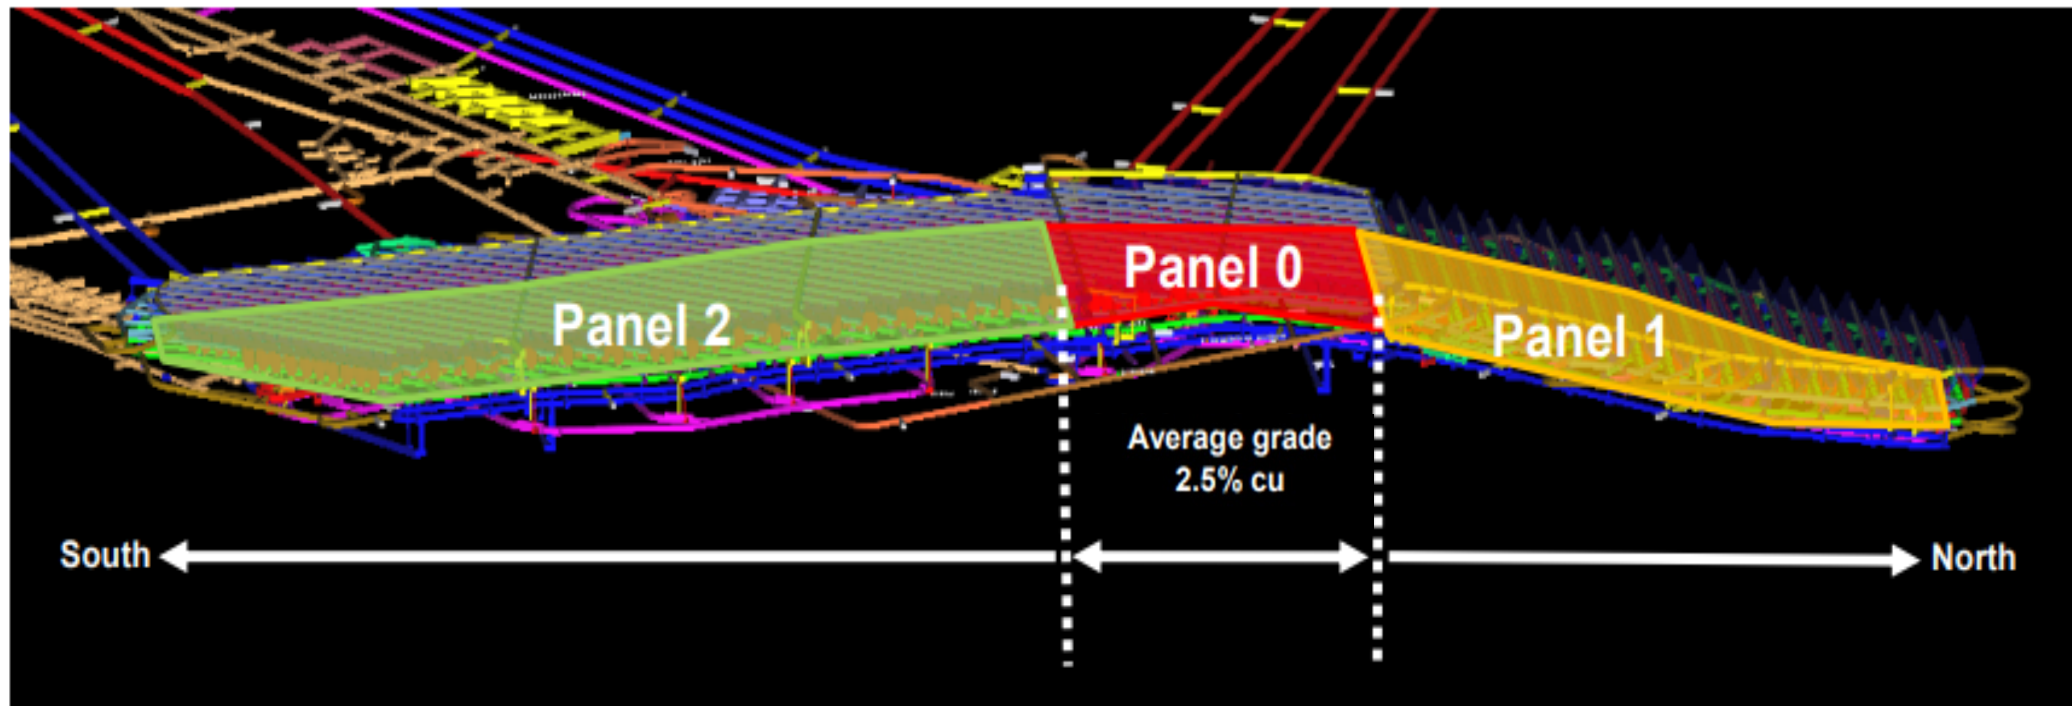 Panel 0
Panel 2
Panel 1
Average grade
2.5% cu
South
North